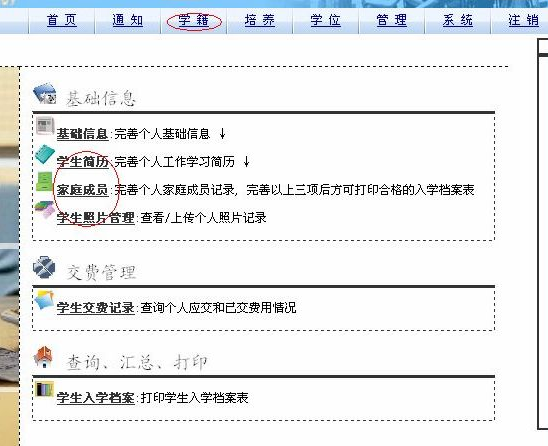 首 页 通 知 学 籍 培 养 学 位 管 理 系 统 注 销
基础信息
基础信息:完善个人基础信息 ↓
学生简历:完善个人工作学习简历 ↓
家庭成员:完善个人家庭成员记录, 完善以上三项后方可打印合格的入学档案表
学生照片管理:查看/上传个人照片记录
交费管理
学生交费记录:查询个人应交和已交费用情况
查询、汇总、打印
学生入学档案:打印学生入学档案表